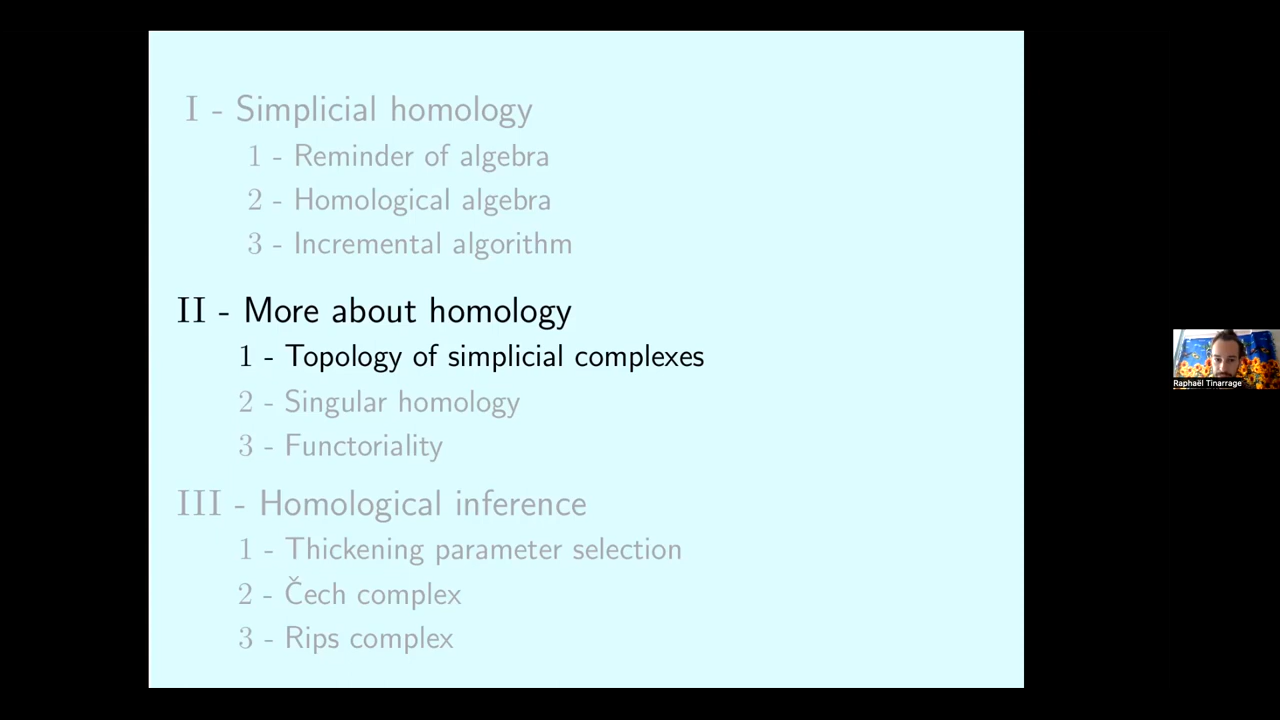 I - Simplicial homology
1 - Reminder of algebra
2 - Homological algebra
3 - Incremental algorithm
II - More about homology
1 - Topology of simplicial complexes
2 - Singular homology
3 - Functoriality
III - Homological inference
1 - Thickening parameter selection
2 - Čech complex
3 - Rips complex
Raphaël Tinarrage